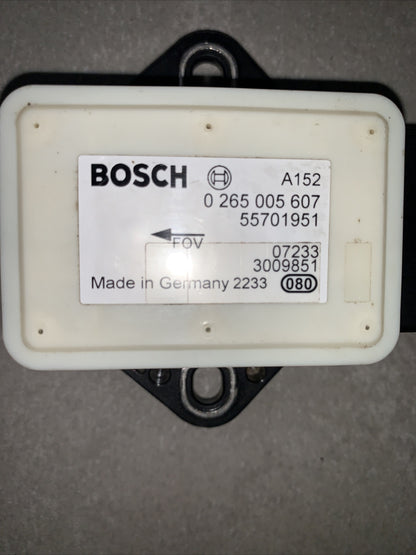 BOSCH A152
0 265 005 607
55701951
FOV
07233
3009851
Made in Germany 2233 080